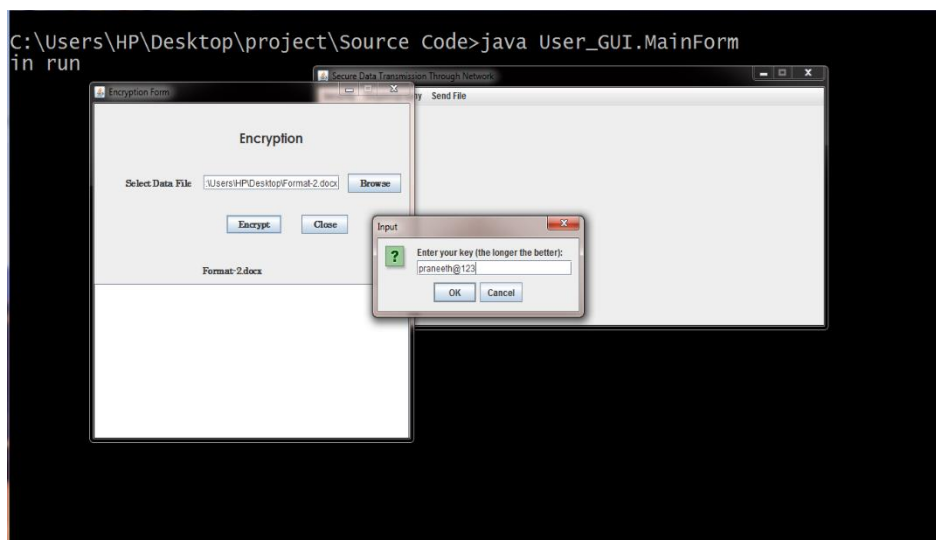 C:\Users\HP\Desktop\project\Source Code>java User_GUI.MainForm
in run
Secure Data Transmission Through Network
Send File
Encryption Form
Encryption
Select Data File :\Users\HP\Desktop\Format-2.docx Browse
Encrypt Close
Format-2.docx
Input
Enter your key (the longer the better):
praneeth@123
OK Cancel